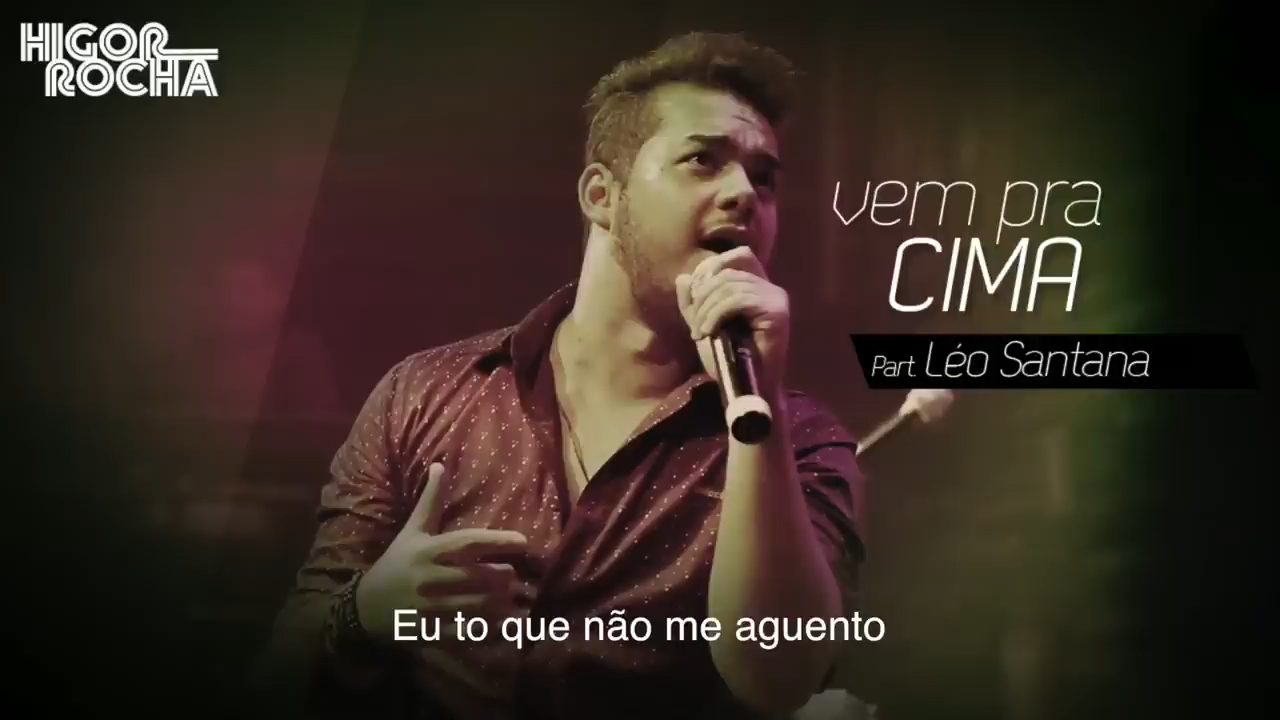 HIGOR
ROCHA
vem pra
CIMA
Part. Léo Santana
Eu to que não me aguento